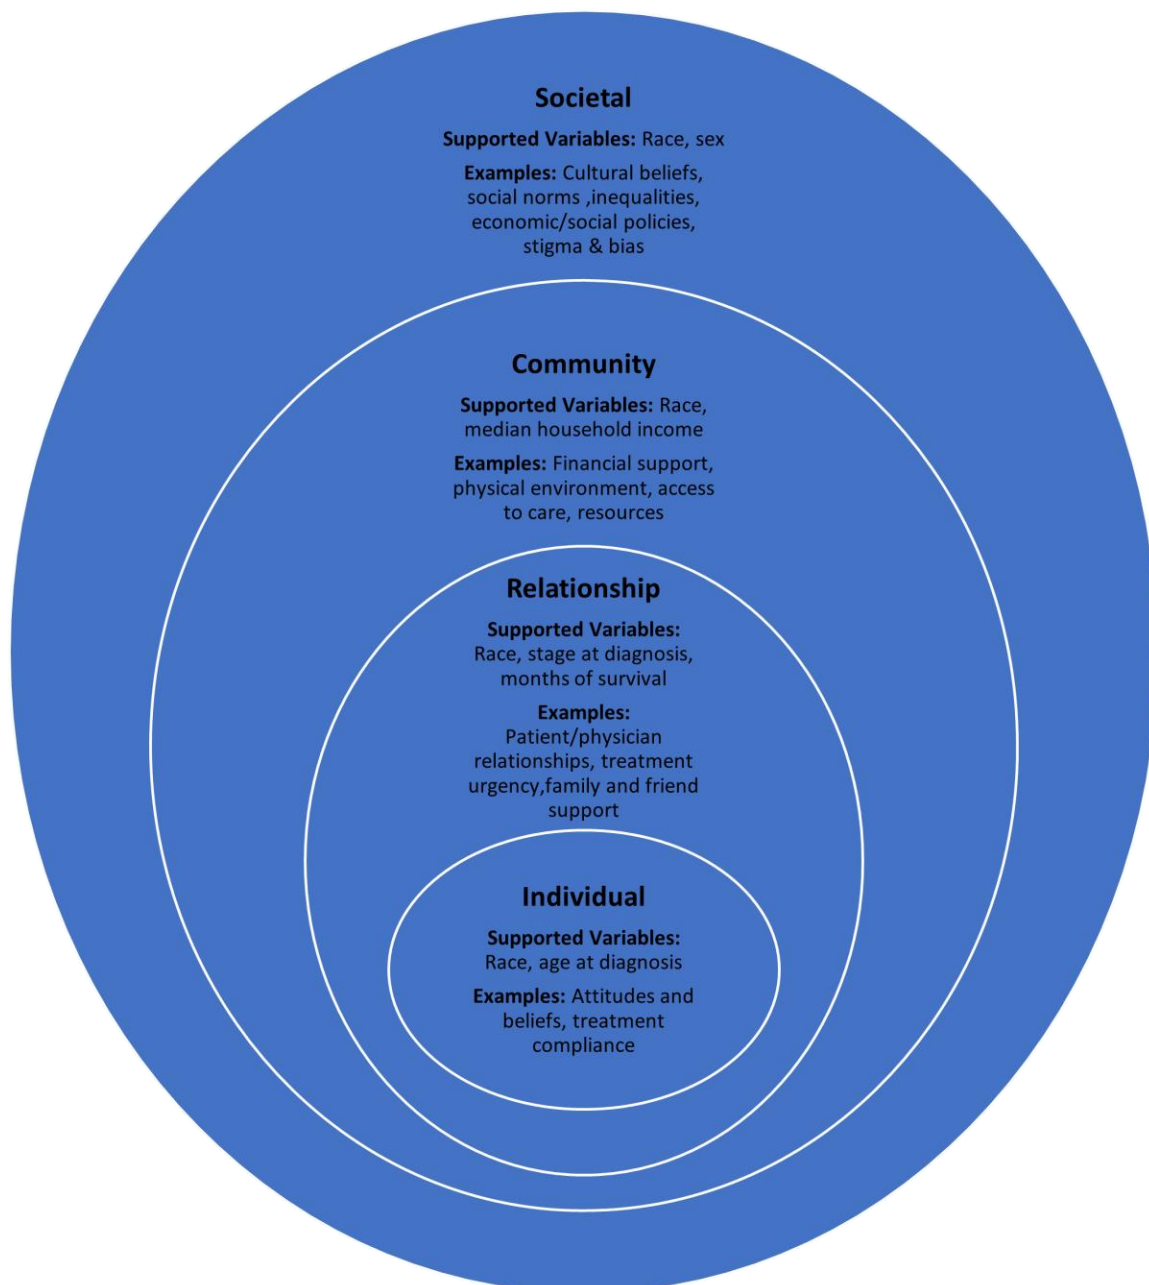 Societal
Supported Variables: Race, sex
Examples: Cultural beliefs,
social norms ,inequalities,
economic/social policies,
stigma & bias
Community
Supported Variables: Race,
median household income
Examples: Financial support,
physical environment, access
to care, resources
Relationship
Supported Variables:
Race, stage at diagnosis,
months of survival
Examples:
Patient/physician
relationships, treatment
urgency,family and friend
support
Individual
Supported Variables:
Race, age at diagnosis
Examples: Attitudes and
beliefs, treatment
compliance